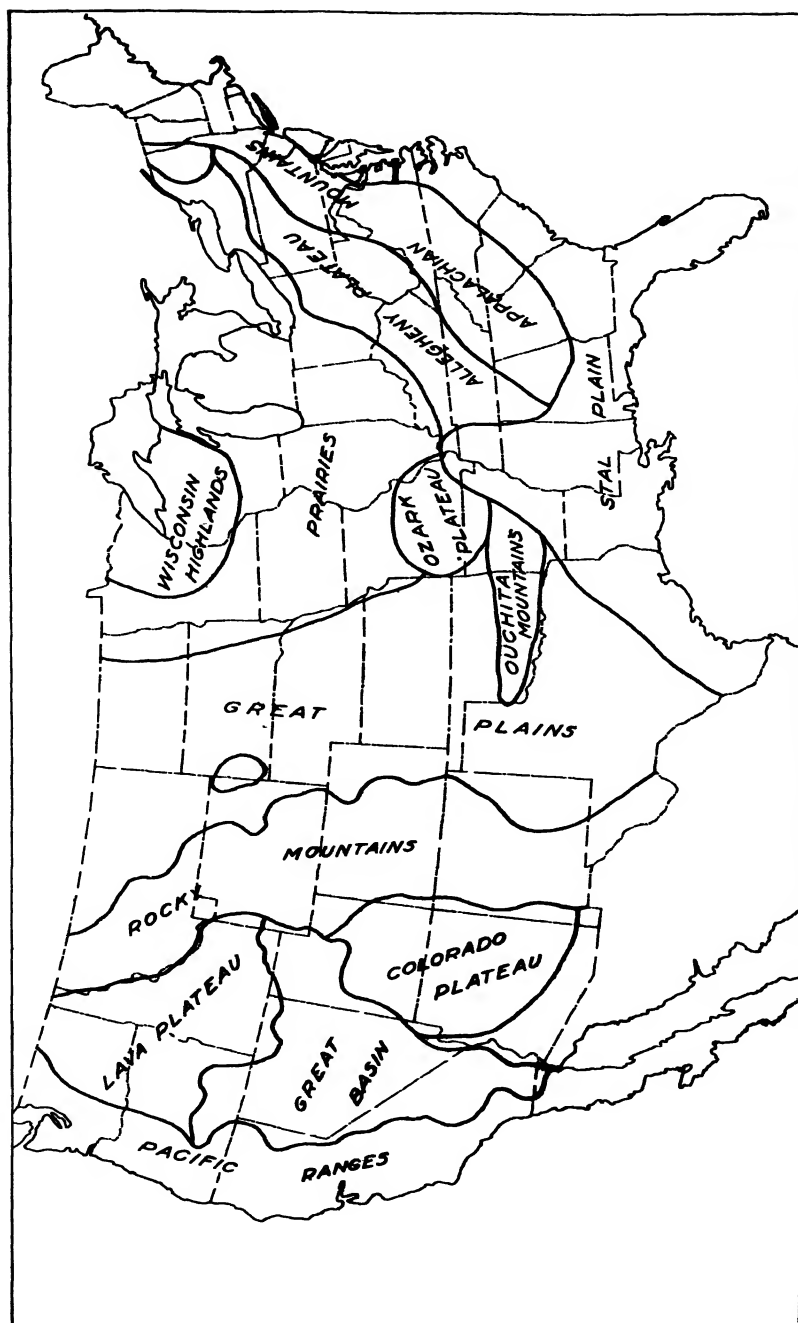 MOUNTAINS
APPALACHIAN
PLATEAU
ALLEGHENY
PLAIN
STAL
PRAIRIES
WISCONSIN
HIGHLANDS
OZARK
PLATEAU
OUCHITA
MOUNTAINS
GREAT
PLAINS
ROCKY
MOUNTAINS
COLORADO
PLATEAU
LAVA PLATEAU
GREAT
BASIN
PACIFIC
RANGES